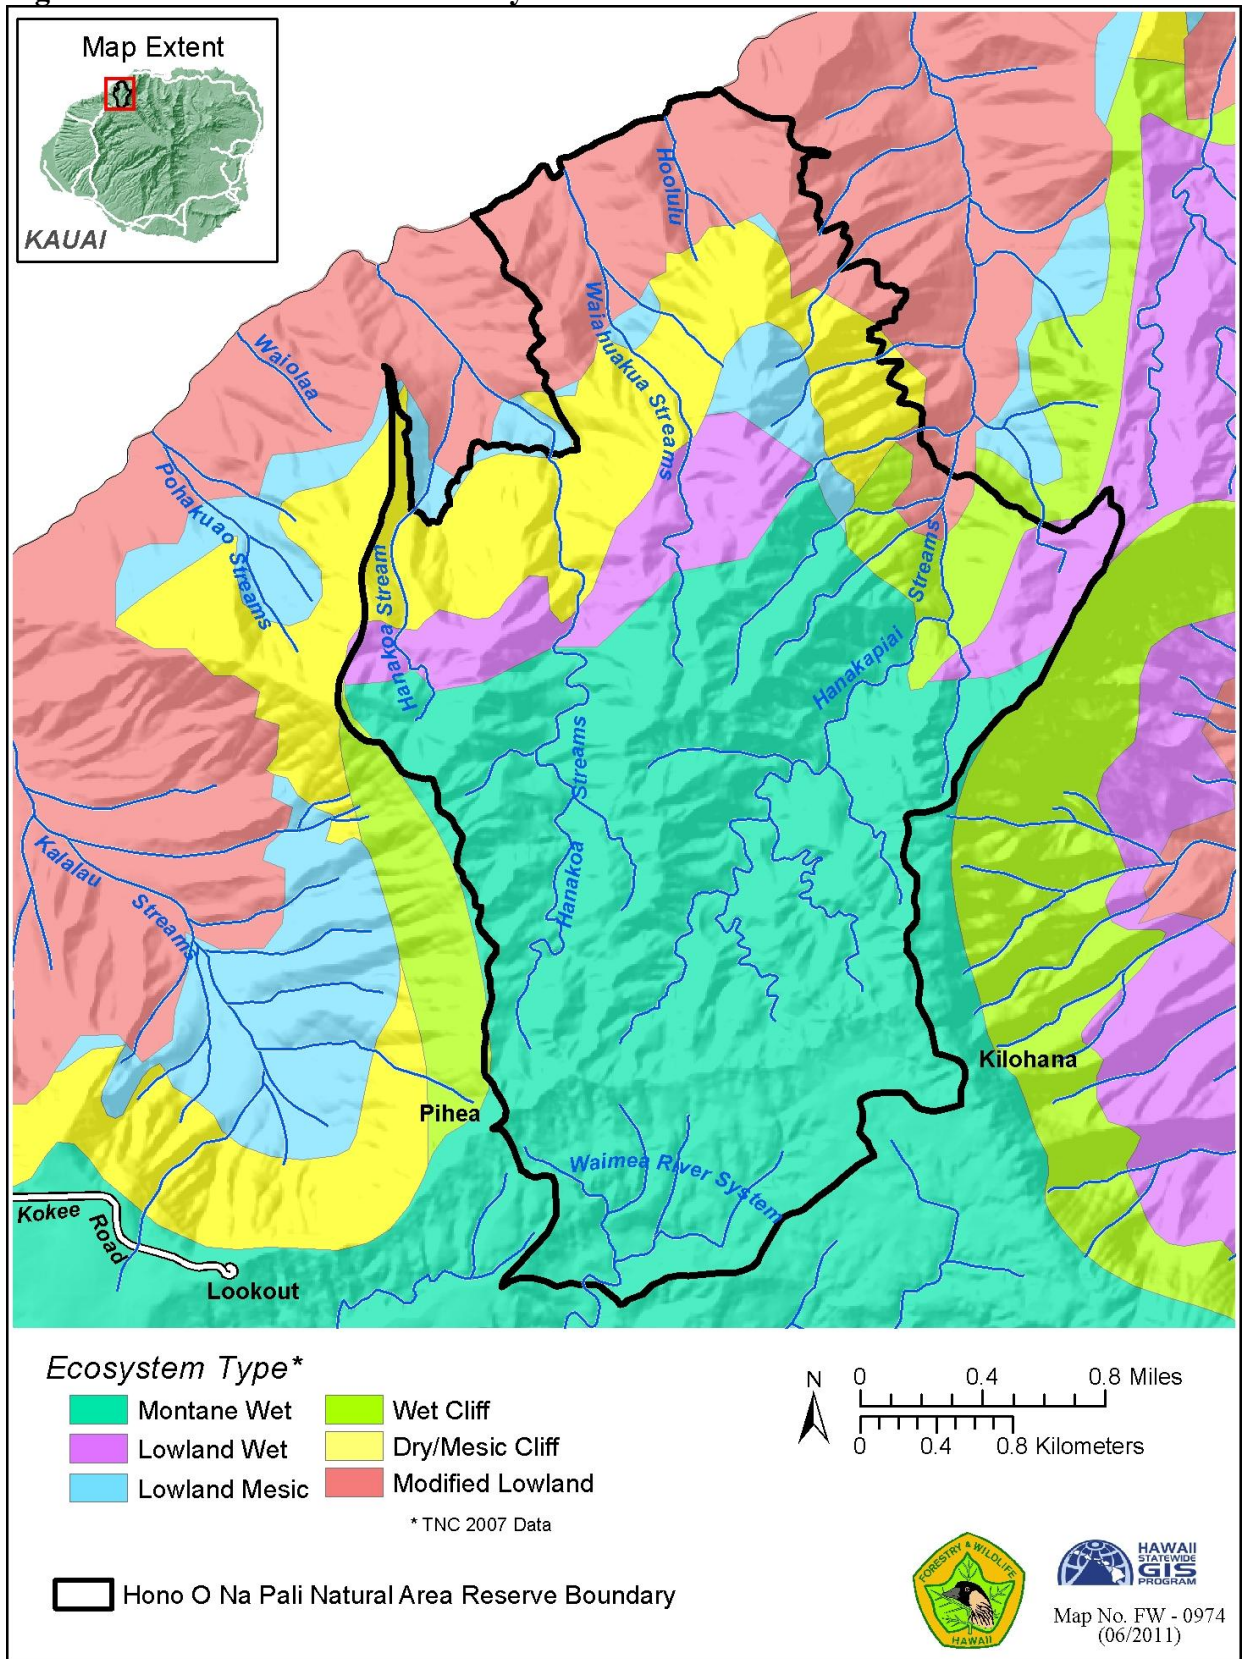 Map Extent
KAUAI
Hoolulu
Waiahuakua Streams
Waiolaa
Pohakuao Streams
Hanakoa Stream
Streams
Hanakapiai
Hanakoa
Streams
Kalalau
Streams
Kilohana
Pihea
Waimea River System
Kokee
Road
Lookout
Ecosystem Type*
Montane Wet
Wet Cliff
Lowland Wet
Dry/Mesic Cliff
Lowland Mesic
Modified Lowland
* TNC 2007 Data
N
0 0.4 0.8 Miles
0 0.4 0.8 Kilometers
Hono O Na Pali Natural Area Reserve Boundary
FORESTRY & WILDLIFE
HAWAII
HAWAII
STATEWIDE
GIS
PROGRAM
Map No. FW - 0974
(06/2011)